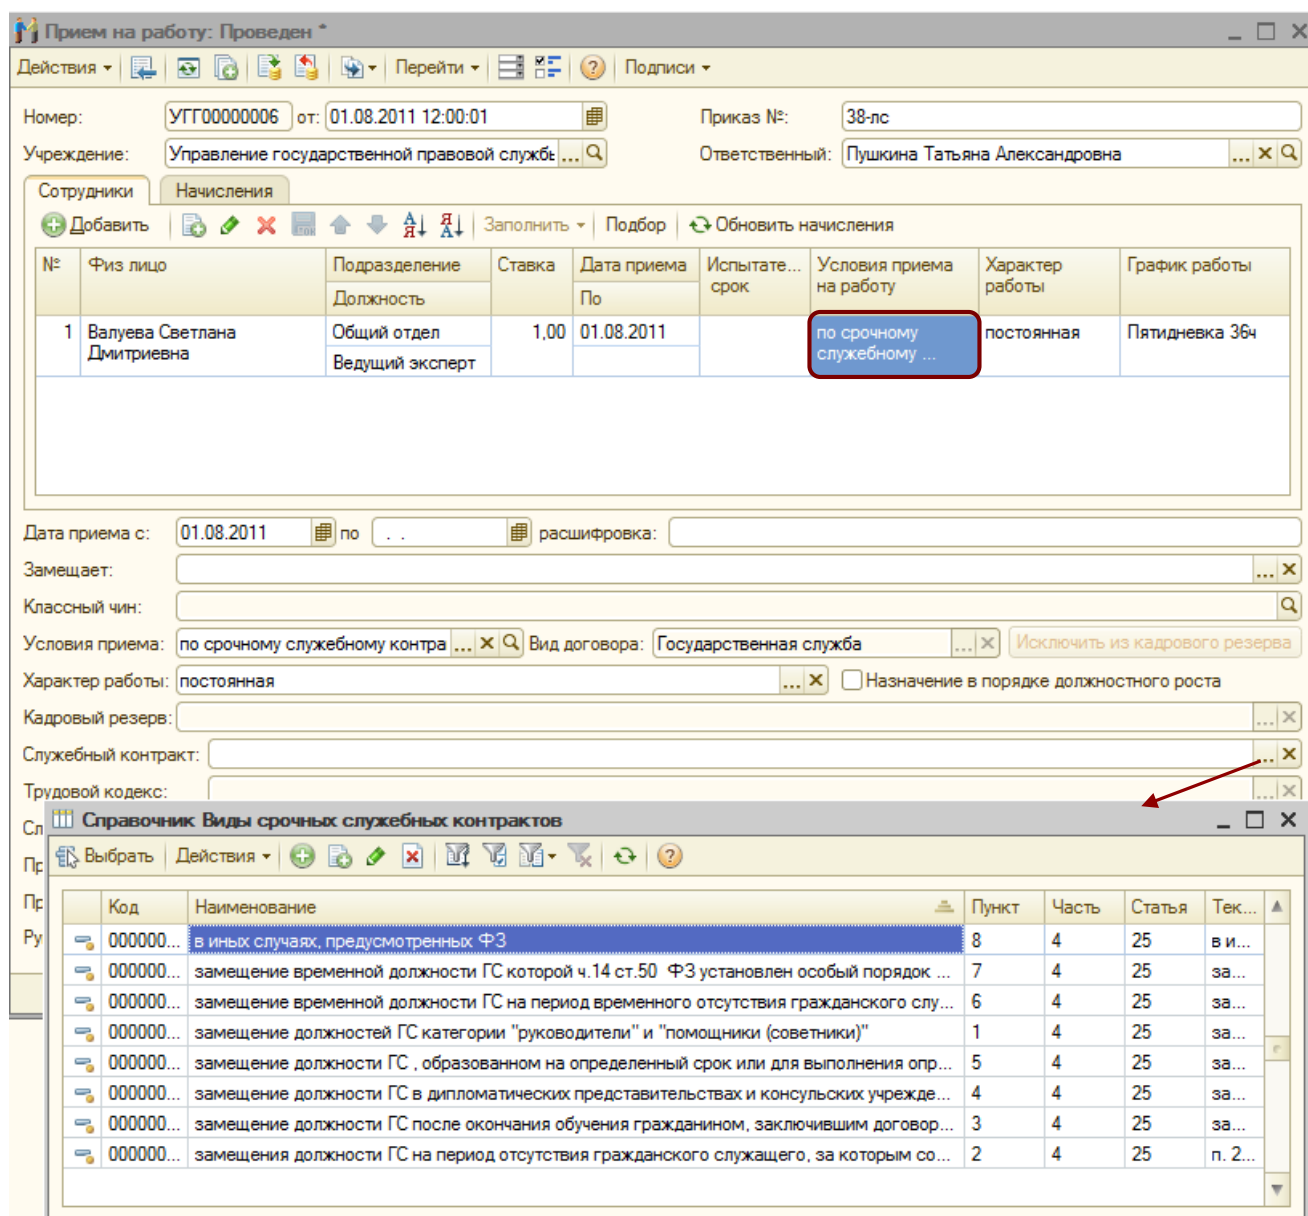 Прием на работу: Проведен *
Действия Перейти Подписи
Номер: УГГ00000006 от: 01.08.2011 12:00:01 Приказ №: 38-лс
Учреждение: Управление государственной правовой службы ... Ответственный: Пушкина Татьяна Александровна ...
Сотрудники Начисления
Добавить Заполнить Подбор Обновить начисления
№ Физ лицо Подразделение Ставка Дата приема Испытате... Условия приема Характер График работы
срок на работу работы
Должность По
1 Валуева Светлана Общий отдел 1,00 01.08.2011 по срочному постоянная Пятидневка 36ч
Дмитриевна служебному ...
Ведущий эксперт
Дата приема с: 01.08.2011 по . . расшифровка:
Замещает: ...
Классный чин:
Условия приема: по срочному служебному контра ... Вид договора: Государственная служба ... Исключить из кадрового резерва
Характер работы: постоянная ... Назначение в порядке должностного роста
Кадровый резерв: ...
Служебный контракт: ...
Трудовой кодекс: ...
Сл Справочник Виды срочных служебных контрактов
Пр Выбрать Действия
Пр Код Наименование Пункт Часть Статья Тек...
Ру 000000... в иных случаях, предусмотренных ФЗ 8 4 25 в и...
000000... замещение временной должности ГС которой ч.14 ст.50 ФЗ установлен особый порядок ... 7 4 25 за...
000000... замещение временной должности ГС на период временного отсутствия гражданского слу... 6 4 25 за...
000000... замещение должностей ГС категории "руководители" и "помощники (советники)" 1 4 25 за...
000000... замещение должности ГС , образованном на определенный срок или для выполнения опр... 5 4 25 за...
000000... замещение должности ГС в дипломатических представительствах и консульских учрежде... 4 4 25 за...
000000... замещение должности ГС после окончания обучения гражданином, заключившим договор... 3 4 25 за...
000000... замещения должности ГС на период отсутствия гражданского служащего, за которым со... 2 4 25 п. 2...